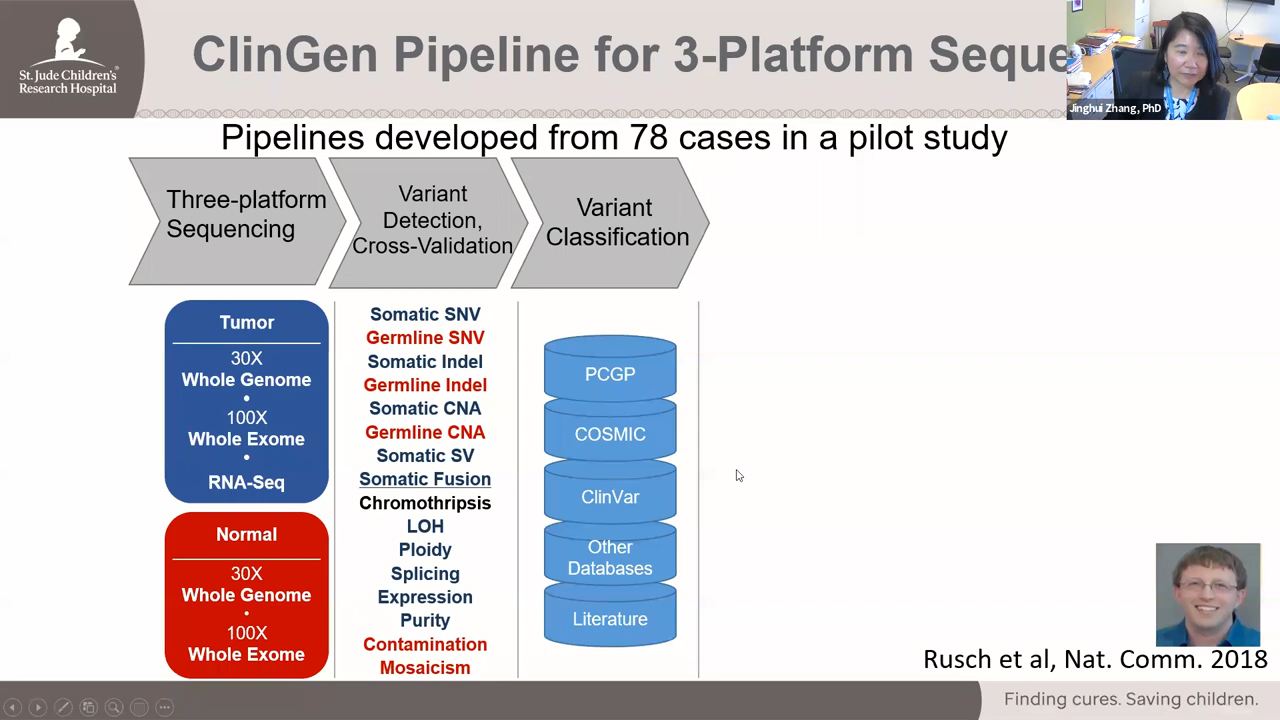 St. Jude Children's
Research Hospital
ClinGen Pipeline for 3-Platform Seque
Jinghui Zhang, PhD
Pipelines developed from 78 cases in a pilot study
Three-platform
Sequencing
Variant
Detection,
Cross-Validation
Variant
Classification
Tumor
30X
Whole Genome
•
100X
Whole Exome
•
RNA-Seq
Normal
30X
Whole Genome
•
100X
Whole Exome
Somatic SNV
Germline SNV
Somatic Indel
Germline Indel
Somatic CNA
Germline CNA
Somatic SV
Somatic Fusion
Chromothripsis
LOH
Ploidy
Splicing
Expression
Purity
Contamination
Mosaicism
PCGP
COSMIC
ClinVar
Other
Databases
Literature
Rusch et al, Nat. Comm. 2018
Finding cures. Saving children.